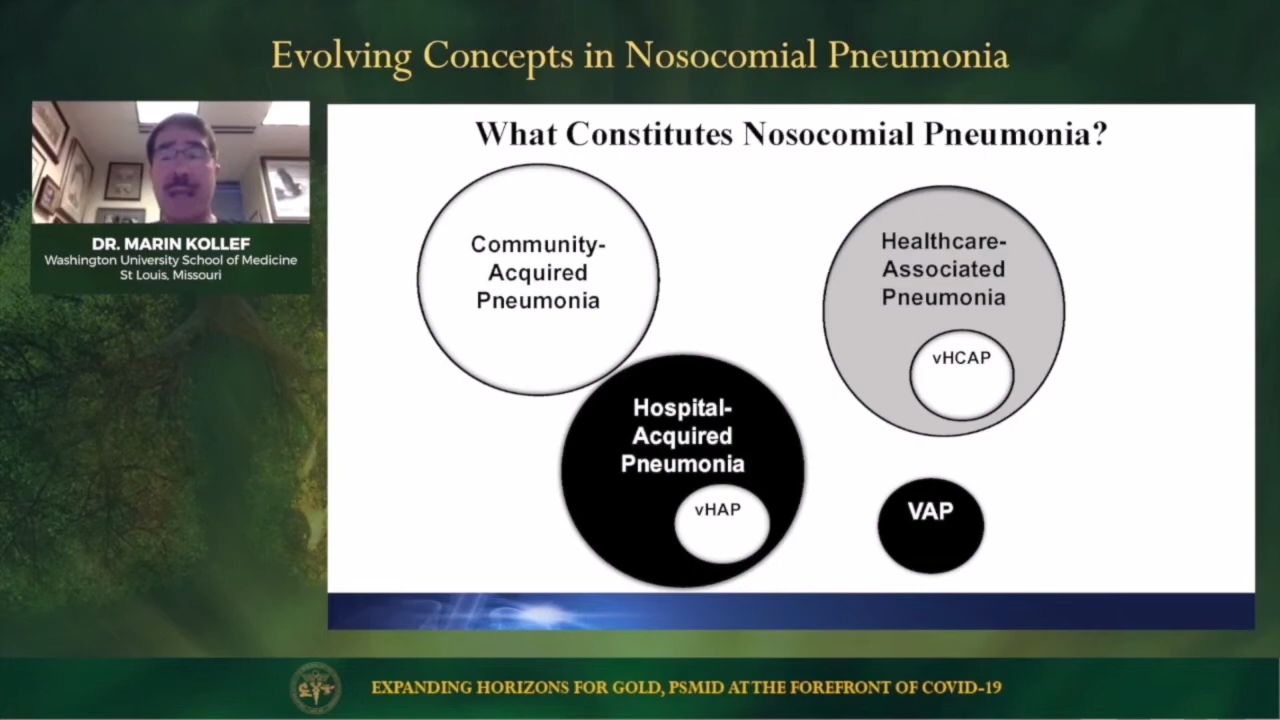 Evolving Concepts in Nosocomial Pneumonia
DR. MARIN KOLLEF
Washington University School of Medicine
St Louis, Missouri
What Constitutes Nosocomial Pneumonia?
Community-
Acquired
Pneumonia
Healthcare-
Associated
Pneumonia
vHCAP
Hospital-
Acquired
Pneumonia
vHAP
VAP
EXPANDING HORIZONS FOR GOLD, PSMID AT THE FOREFRONT OF COVID-19